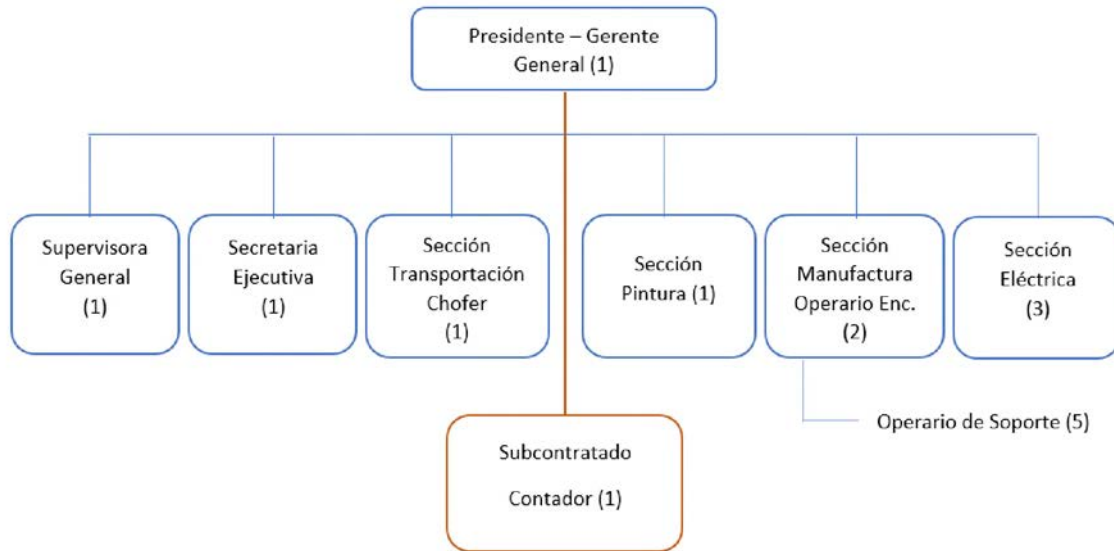 Presidente – Gerente
General (1)
Supervisora
General
(1)
Secretaria
Ejecutiva
(1)
Sección
Transportación
Chofer
(1)
Sección
Pintura (1)
Sección
Manufactura
Operario Enc.
(2)
Sección
Eléctrica
(3)
Operario de Soporte (5)
Subcontratado
Contador (1)